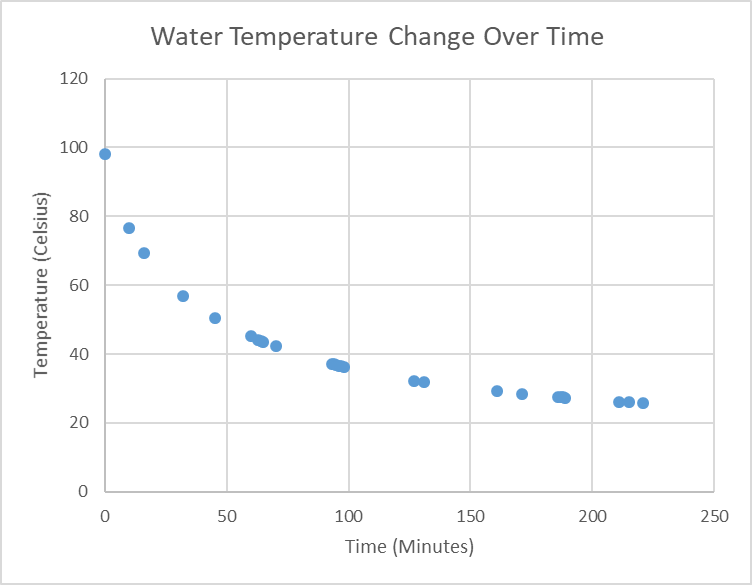 Water Temperature Change Over Time
120
100
80
60
40
20
0
Temperature (Celsius)
0 50 100 150 200 250
Time (Minutes)